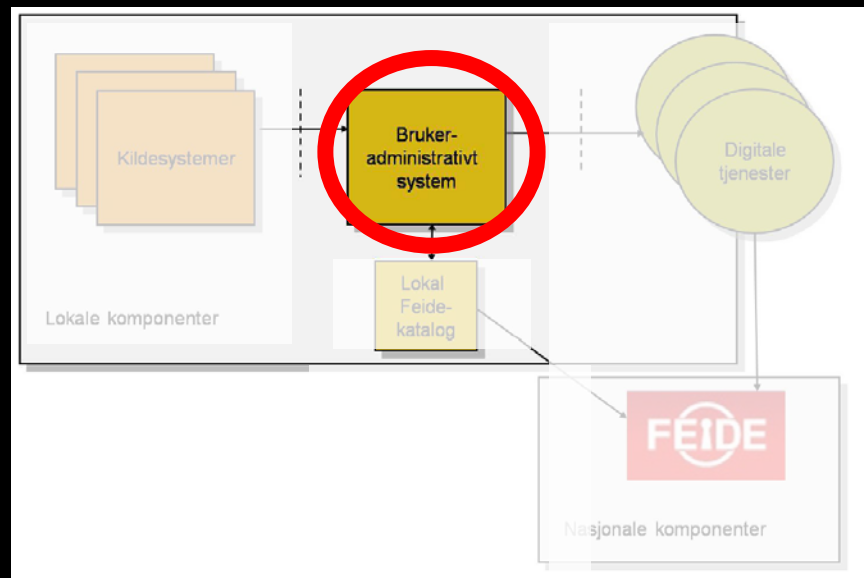 Kildesystemer
Bruker-
administrativt
system
Digitale
tjenester
Lokal
Feide-
katalog
Lokale komponenter
FEIDE
Nasjonale komponenter